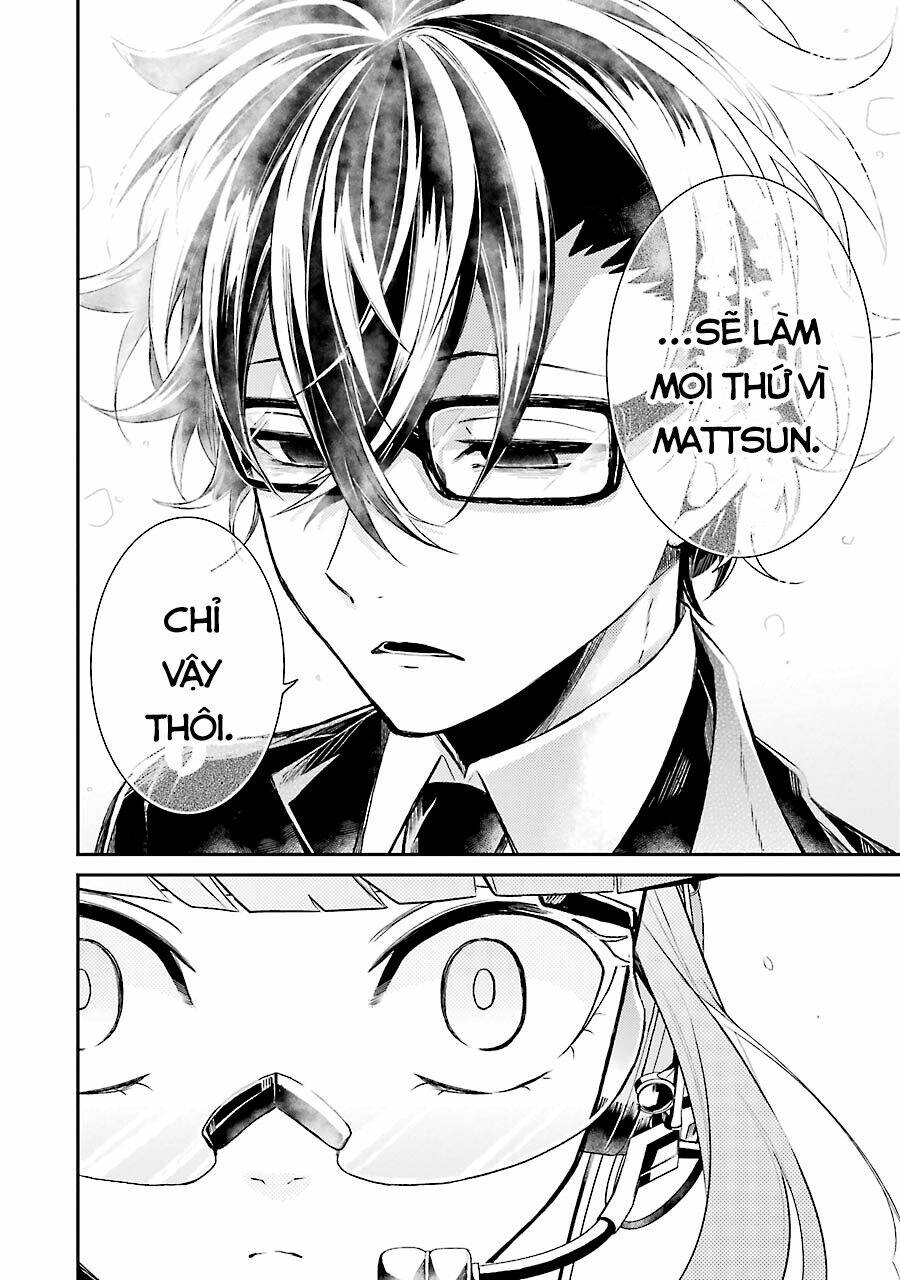 ...SẼ LÀM
MỌI THỨ VÌ
MATTSUN.
CHỈ
VẬY
THÔI.